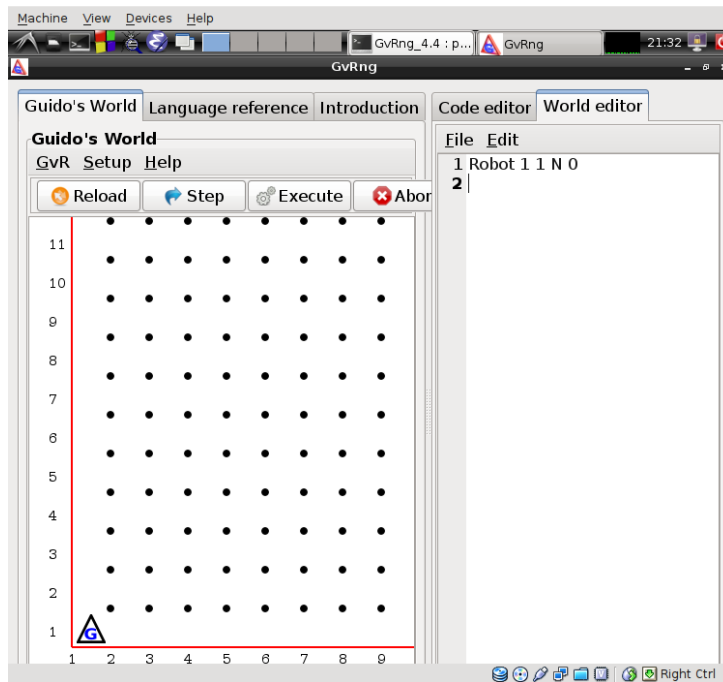 Machine View Devices Help
GvRng_4.4 : p... GvRng 21:32
GvRng
Guido's World Language reference Introduction Code editor World editor
Guido's World
GvR Setup Help
File Edit
Reload Step Execute Abor
1 Robot 1 1 N 0
2
11
10
9
8
7
6
5
4
3
2
1
G
1 2 3 4 5 6 7 8 9
Right Ctrl